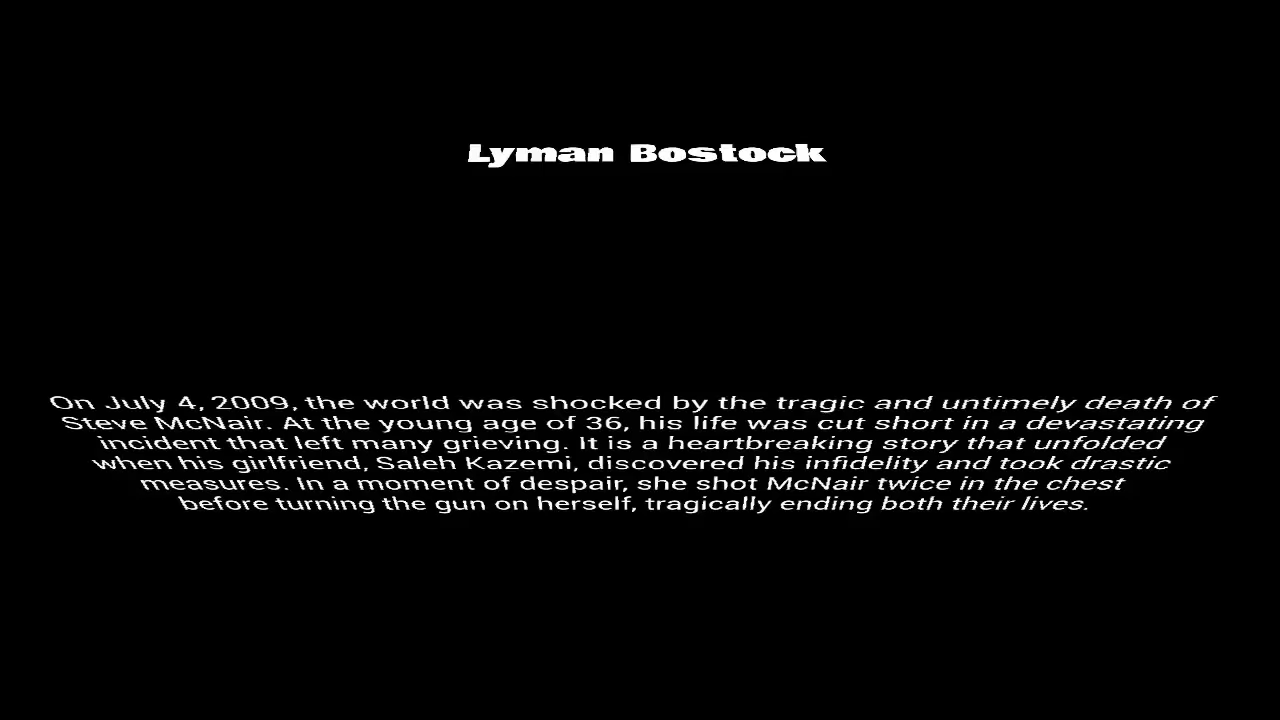 Lyman Bostock
On July 4, 2009, the world was shocked by the tragic and untimely death of
Steve McNair. At the young age of 36, his life was cut short in a devastating
incident that left many grieving. It is a heartbreaking story that unfolded
when his girlfriend, Saleh Kazemi, discovered his infidelity and took drastic
measures. In a moment of despair, she shot McNair twice in the chest
before turning the gun on herself, tragically ending both their lives.